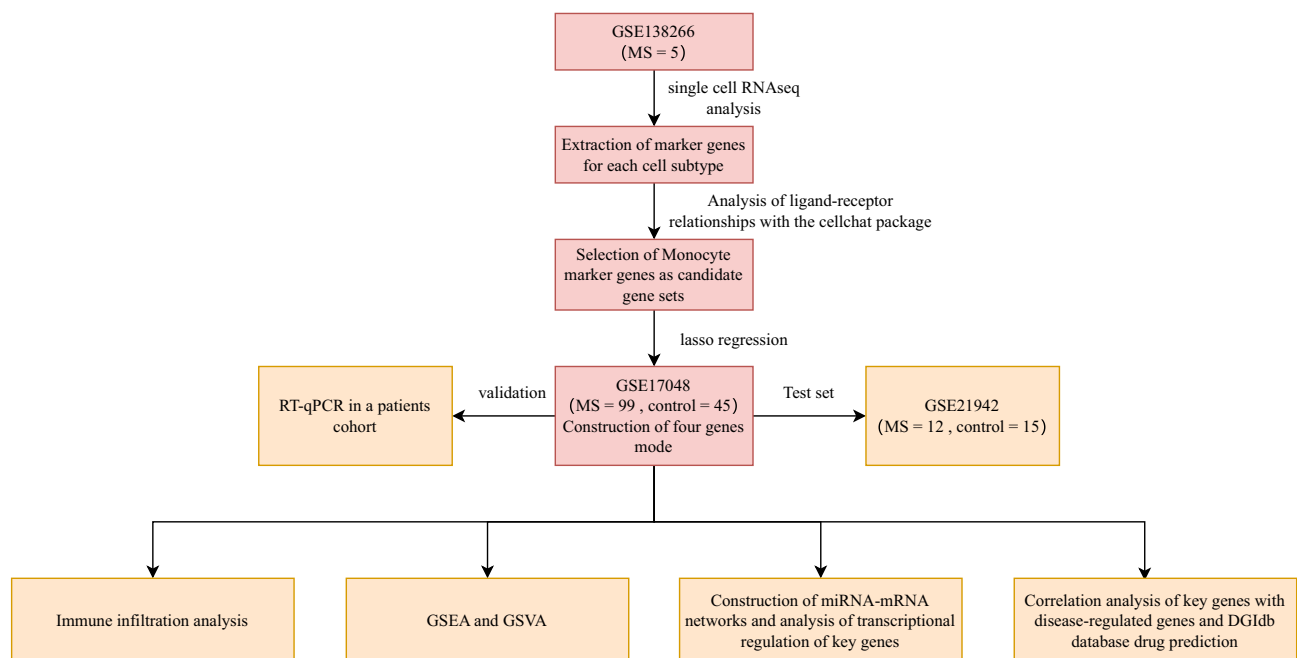 GSE138266
(MS = 5)
single cell RNAseq
analysis
Extraction of marker genes
for each cell subtype
Analysis of ligand-receptor
relationships with the cellchat package
Selection of Monocyte
marker genes as candidate
gene sets
lasso regression
RT-qPCR in a patients
cohort
validation
GSE17048
(MS = 99 , control = 45)
Construction of four genes
mode
Test set
GSE21942
(MS = 12 , control = 15)
Immune infiltration analysis
GSEA and GSVA
Construction of miRNA-mRNA
networks and analysis of transcriptional
regulation of key genes
Correlation analysis of key genes with
disease-regulated genes and DGIdb
database drug prediction